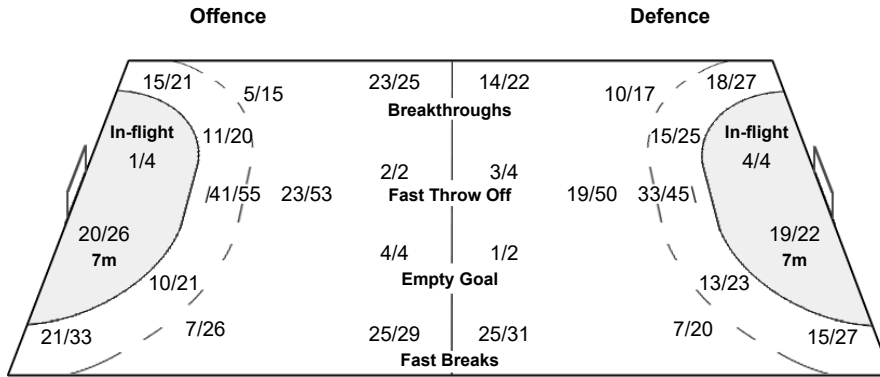 Offence Defence
15/21 23/25 14/22 18/27
5/15 10/17
Breakthroughs
In-flight 11/20 15/25 In-flight
1/4 4/4
2/2 3/4
41/55 23/53 Fast Throw Off 19/50 33/45
20/26 19/22
7m 4/4 1/2 7m
10/21 Empty Goal 13/23
21/33 7/26 25/29 25/31 7/20 15/27
Fast Breaks